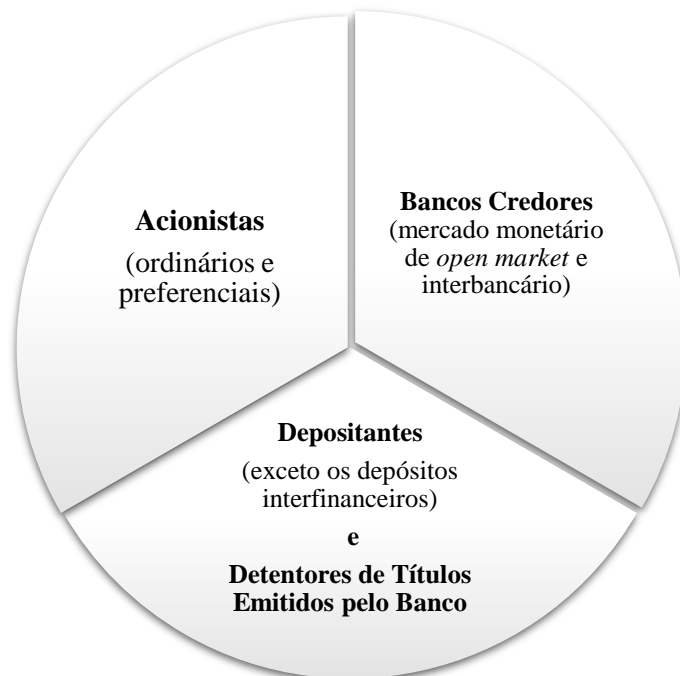 Acionistas
(ordinários e
preferenciais)
Bancos Credores
(mercado monetário
de open market e
interbancário)
Depositantes
(exceto os depósitos
interfinanceiros)
e
Detentores de Títulos
Emitidos pelo Banco